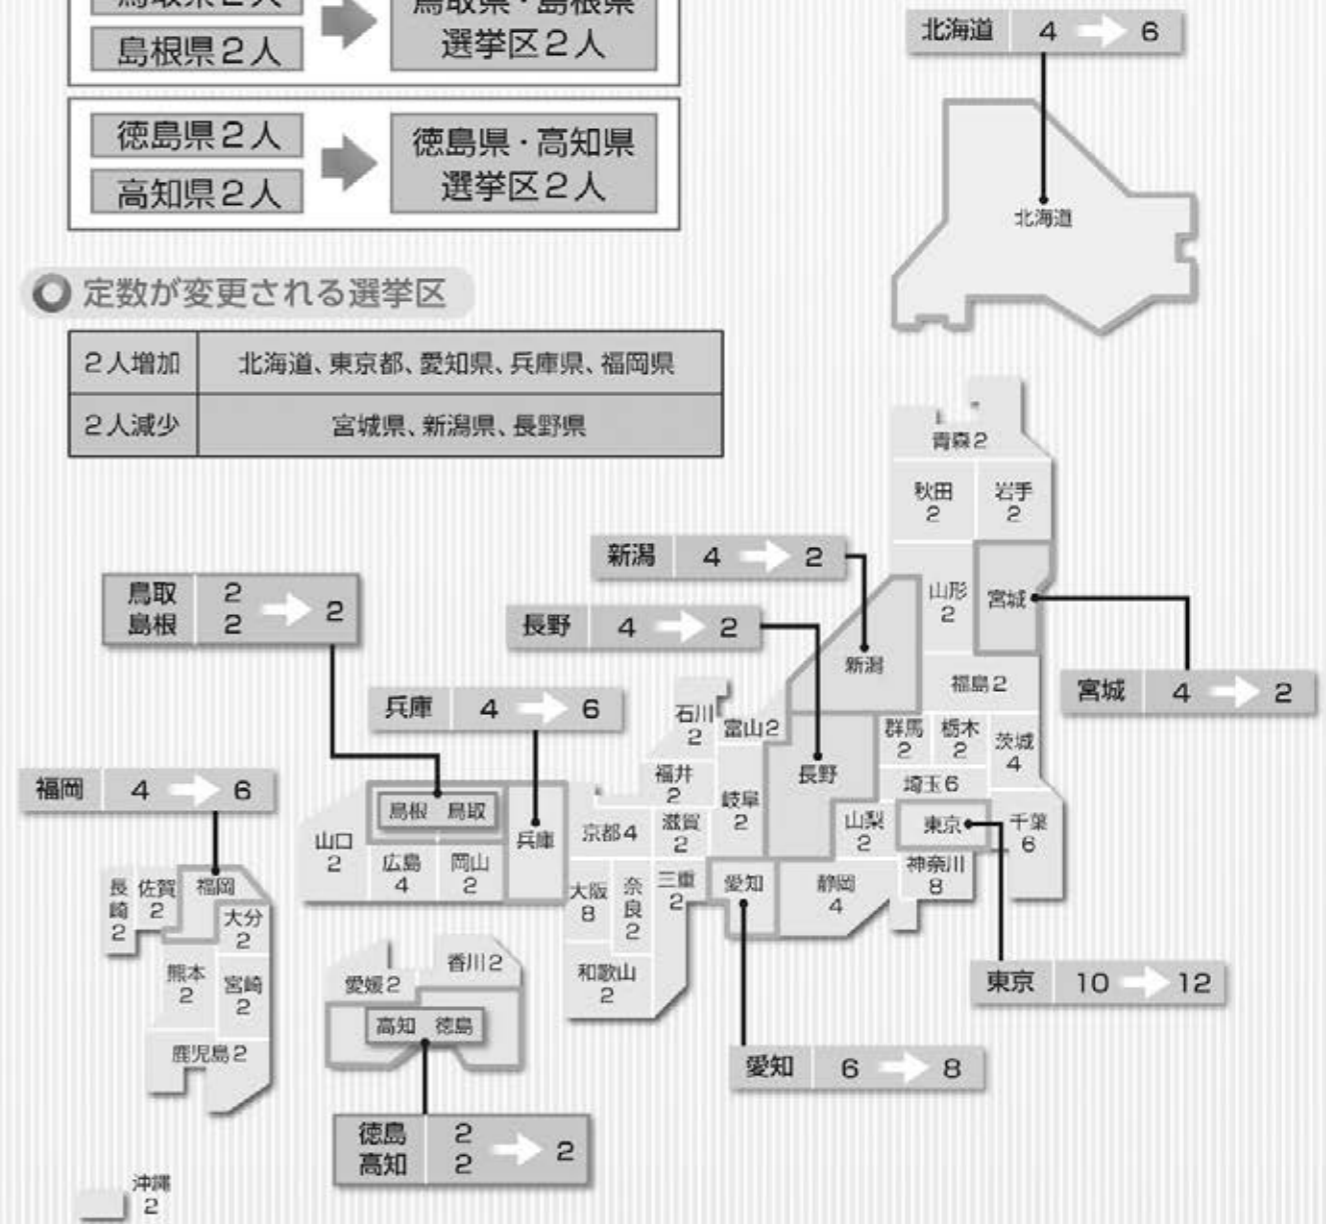 鳥取県2人
島根県2人
鳥取県・島根県
選挙区2人
徳島県2人
高知県2人
徳島県・高知県
選挙区2人
定数が変更される選挙区
2人増加 北海道、東京都、愛知県、兵庫県、福岡県
2人減少 宮城県、新潟県、長野県
北海道 4 6
北海道
青森2
秋田
2
岩手
2
山形
2
宮城
宮城 4 2
新潟 4 2
新潟
長野 4 2
長野
福島2
群馬
2
栃木
2
茨城
4
埼玉6
東京
千葉
6
神奈川
8
山梨
2
静岡
4
東京 10 12
石川
2
富山2
福井
2
岐阜
2
京都4
滋賀
2
三重
2
愛知
愛知 6 8
大阪
8
奈良
2
和歌山
2
兵庫 4 6
兵庫
鳥取 2
島根 2
2
島根 鳥取
山口
2
広島
4
岡山
2
香川2
愛媛2
高知 徳島
徳島 2
高知 2
2
福岡 4 6
福岡
長崎
2
佐賀
2
大分
2
熊本
2
宮崎
2
鹿児島2
沖縄
2